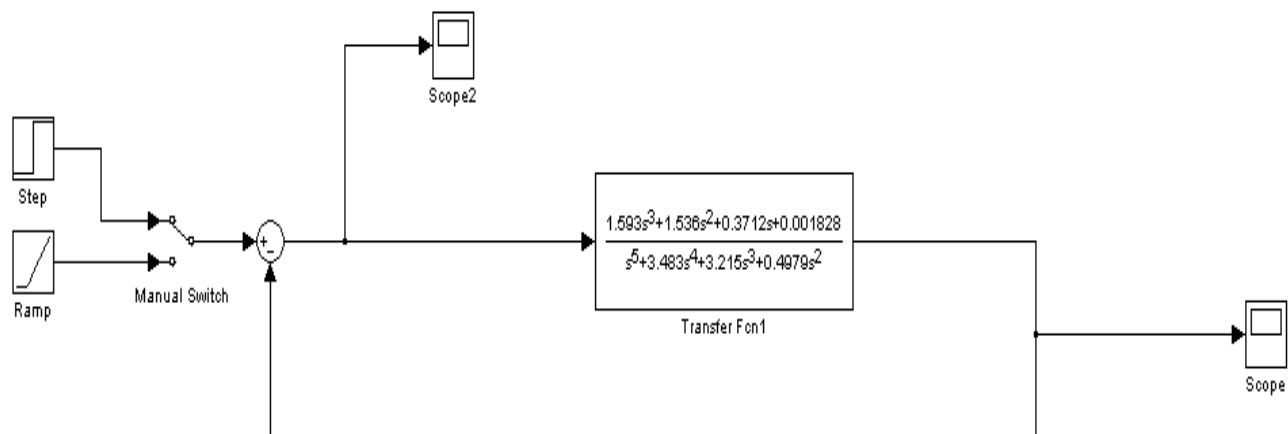 Scope2
Step
1.593s³+1.536s²+0.3712s+0.001828
s⁵+3.483s⁴+3.215s³+0.4979s²
+
−
Manual Switch
Ramp
Transfer Fcn1
Scope